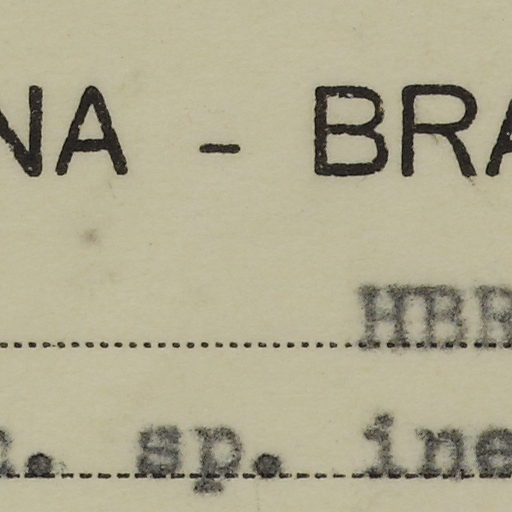 NA - BRA
HBR
. sp. ine